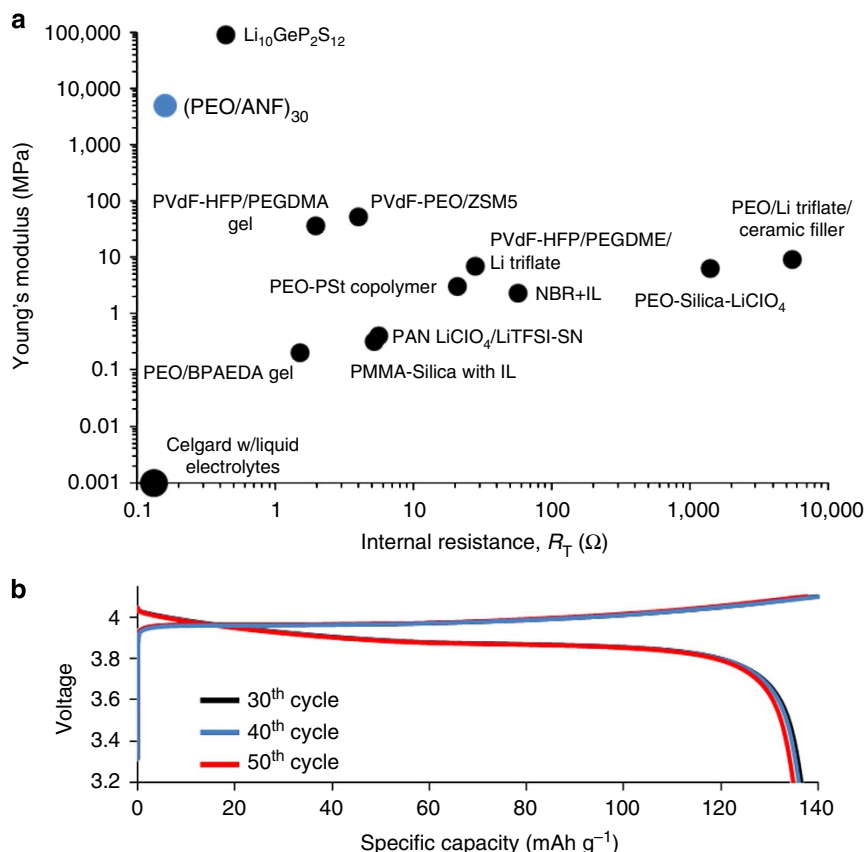 a
Young's modulus (MPa)
100,000
10,000
1,000
100
10
1
0.1
0.01
0.001
Li₁₀GeP₂S₁₂
(PEO/ANF)₃₀
PVdF-HFP/PEGDMA
gel
PVdF-PEO/ZSM5
PEO/Li triflate/
ceramic filler
PVdF-HFP/PEGDME/
Li triflate
PEO-PSt copolymer
NBR+IL
PEO-Silica-LiClO₄
PAN LiClO₄/LiTFSI-SN
PEO/BPAEDA gel
PMMA-Silica with IL
Celgard w/liquid
electrolytes
0.1 1 10 100 1,000 10,000
Internal resistance, R_T (Ω)
b
Voltage
4
3.8
3.6
3.4
3.2
30ᵗʰ cycle
40ᵗʰ cycle
50ᵗʰ cycle
0 20 40 60 80 100 120 140
Specific capacity (mAh g⁻¹)